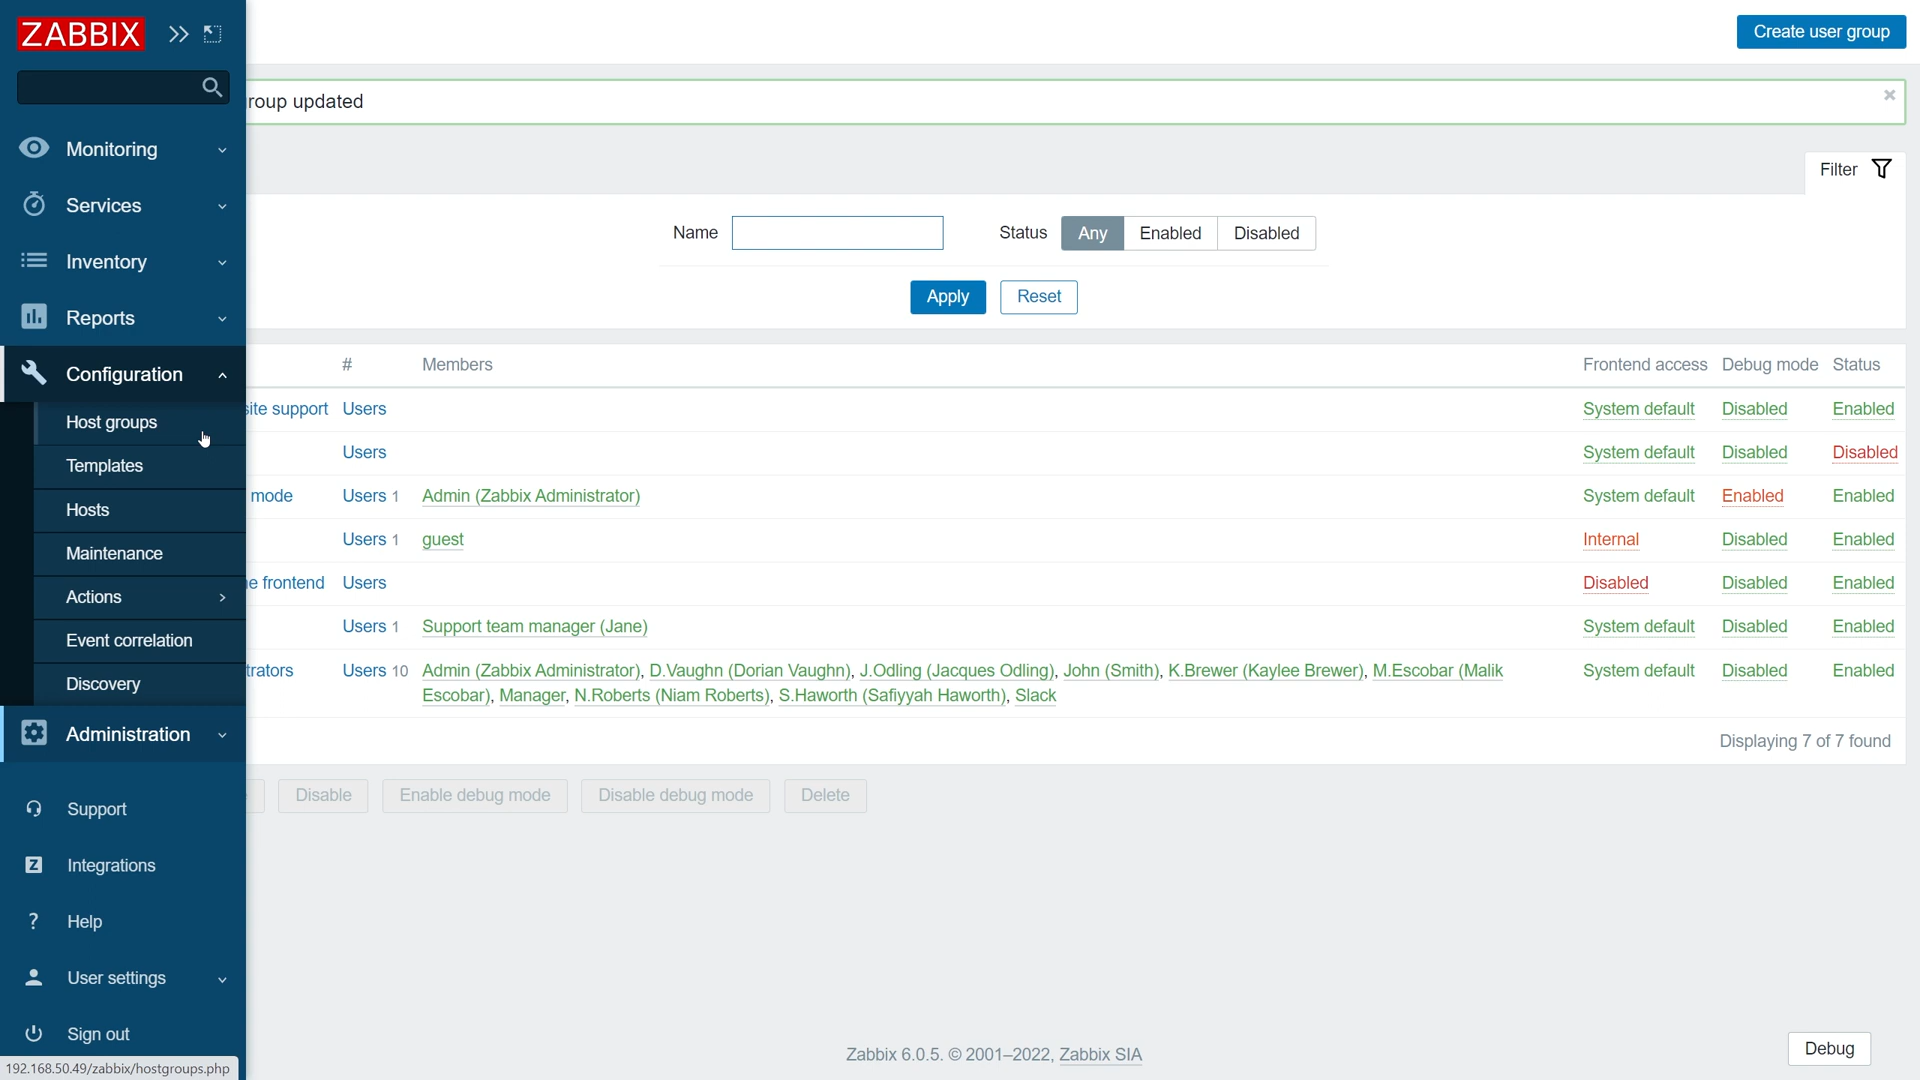 ZABBIX
Create user group
roup updated
Monitoring
Filter
Services
Name
Status Any Enabled Disabled
Inventory
Apply Reset
Reports
Configuration
# Members Frontend access Debug mode Status
Host groups
site support Users System default Disabled Enabled
Templates
Users System default Disabled Disabled
mode Users 1 Admin (Zabbix Administrator) System default Enabled Enabled
Hosts
Users 1 guest Internal Disabled Enabled
Maintenance
e frontend Users Disabled Disabled Enabled
Actions
Users 1 Support team manager (Jane) System default Disabled Enabled
Event correlation
trators Users 10 Admin (Zabbix Administrator), D.Vaughn (Dorian Vaughn), J.Odling (Jacques Odling), John (Smith), K.Brewer (Kaylee Brewer), M.Escobar (Malik System default Disabled Enabled
Escobar), Manager, N.Roberts (Niam Roberts), S.Haworth (Safiyyah Haworth), Slack
Discovery
Administration
Displaying 7 of 7 found
Disable Enable debug mode Disable debug mode Delete
Support
Z Integrations
? Help
User settings
Sign out
Zabbix 6.0.5. © 2001–2022, Zabbix SIA
Debug
192.168.50.49/zabbix/hostgroups.php